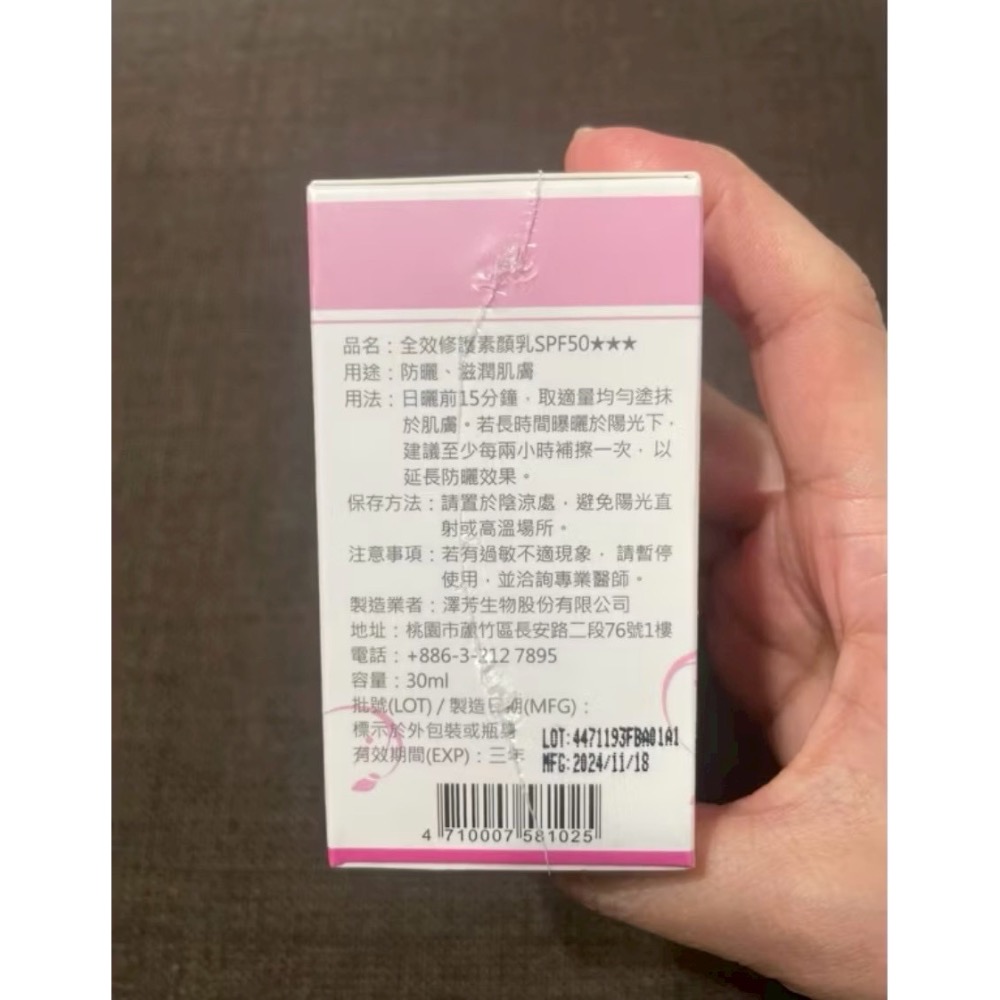 品名：全效修護素顏乳SPF50★★★
用途：防曬、滋潤肌膚
用法：日曬前15分鐘，取適量均勻塗抹
於肌膚。若長時間曝曬於陽光下，
建議至少每兩小時補擦一次，以
延長防曬效果。
保存方法：請置於陰涼處，避免陽光直
射或高溫場所。
注意事項：若有過敏不適現象，請暫停
使用，並洽詢專業醫師。
製造業者：澤芳生物股份有限公司
地址：桃園市蘆竹區長安路二段76號1樓
電話：+886-3-212 7895
容量：30ml
批號(LOT) / 製造日期(MFG)：
標示於外包裝或瓶身
LOT:4471193FBA01A1
有效期間(EXP)：三年
MFG:2024/11/18
4 710007 581025